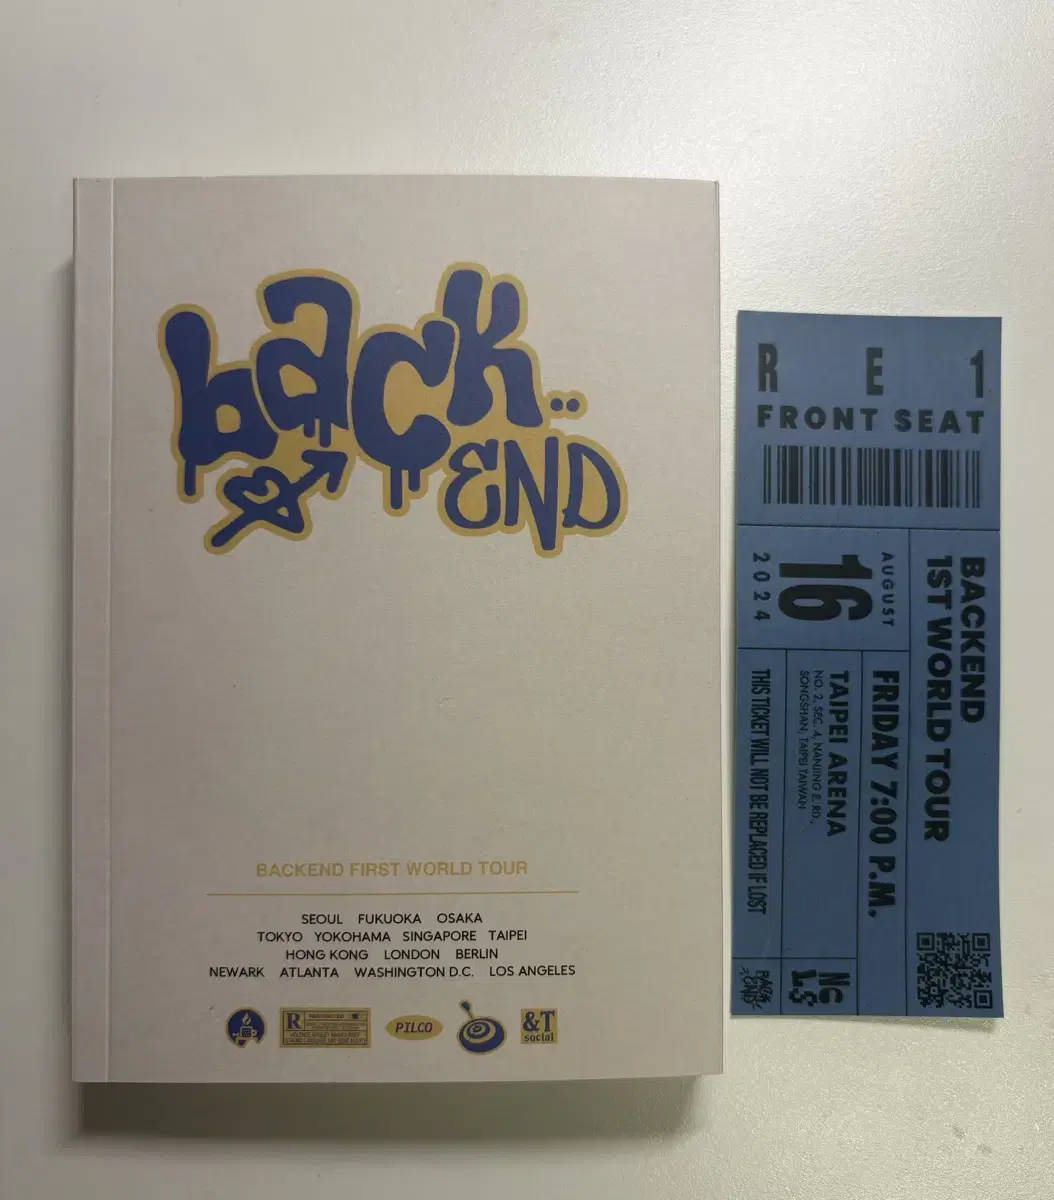 back..
END
BACKEND FIRST WORLD TOUR
SEOUL FUKUOKA OSAKA
TOKYO YOKOHAMA SINGAPORE TAIPEI
HONG KONG LONDON BERLIN
NEWARK ATLANTA WASHINGTON D.C. LOS ANGELES
R
PILCO
&T
social
R E 1
FRONT SEAT
AUGUST
16
2024
BACKEND
1ST WORLD TOUR
FRIDAY 7:00 P.M.
TAIPEI ARENA
NO. 2, SEC. 4, NANJING E. RD.,
SONGSHAN, TAIPEI TAIWAN
THIS TICKET WILL NOT BE REPLACED IF LOST
BACK
END